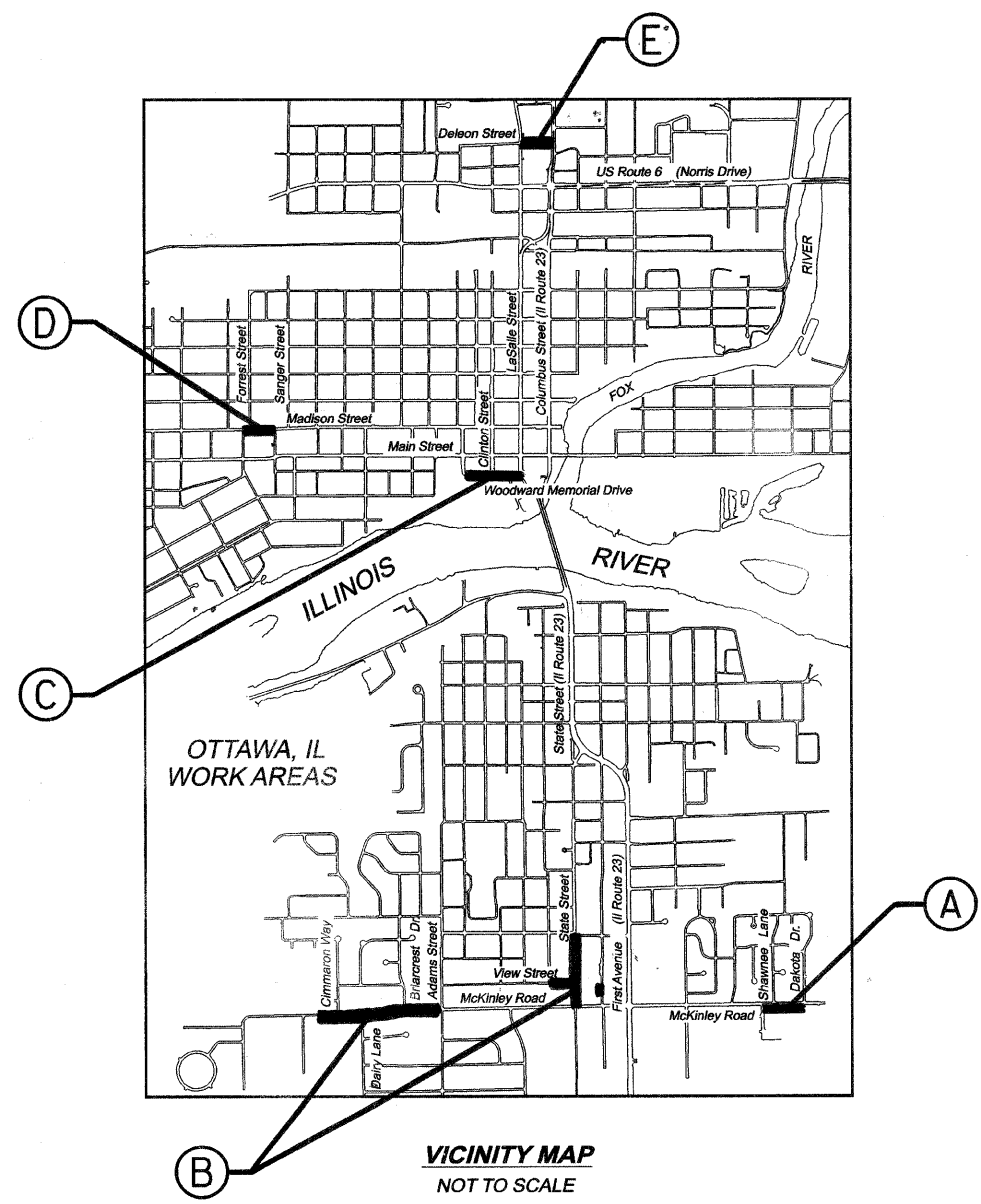 E
Deleon Street
US Route 6 (Norris Drive)
RIVER
D
Forrest Street
Sanger Street
LaSalle Street
Columbus Street (Il Route 23)
FOX
Clinton Street
Madison Street
Main Street
Woodward Memorial Drive
ILLINOIS
RIVER
C
State Street (Il Route 23)
OTTAWA, IL
WORK AREAS
A
Cimmaron Way
Briarcrest Dr.
Adams Street
State Street
First Avenue (Il Route 23)
Shawnee Lane
Dakota Dr.
View Street
McKinley Road
McKinley Road
Dairy Lane
B
VICINITY MAP
NOT TO SCALE